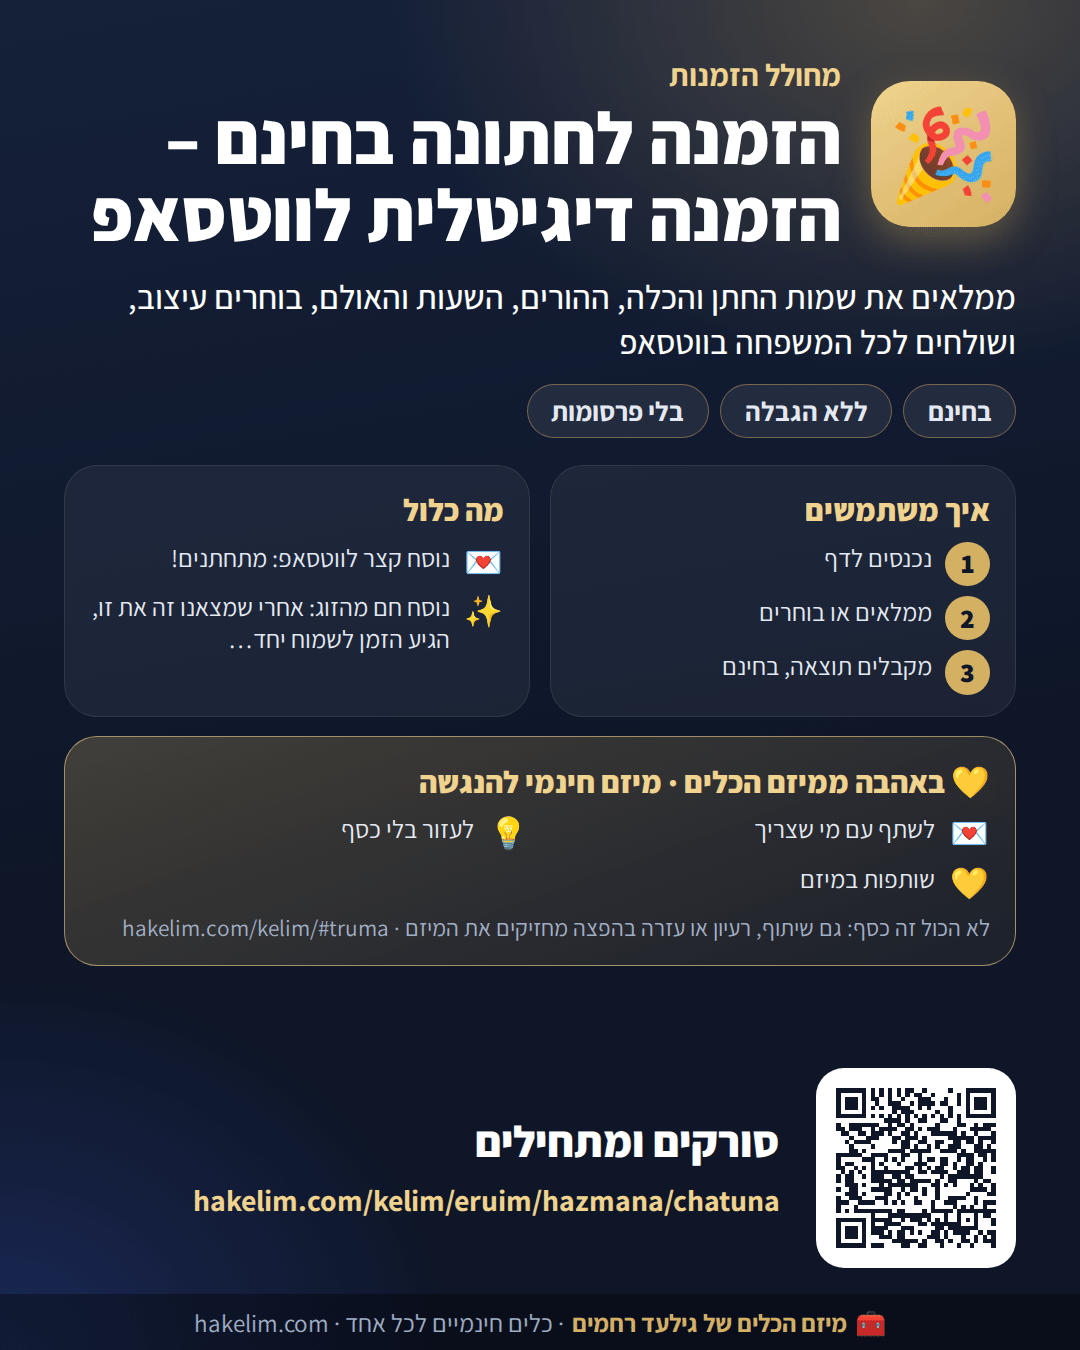 מחולל הזמנות
הזמנה לחתונה בחינם –
הזמנה דיגיטלית לווטסאפ
ממלאים את שמות החתן והכלה, ההורים, השעות והאולם, בוחרים עיצוב,
ושולחים לכל המשפחה בווטסאפ
בחינם
ללא הגבלה
בלי פרסומות
איך משתמשים
1 נכנסים לדף
2 ממלאים או בוחרים
3 מקבלים תוצאה, בחינם
מה כלול
נוסח קצר לווטסאפ: מתחתנים!
נוסח חם מהזוג: אחרי שמצאנו זה את זו,
הגיע הזמן לשמוח יחד…
באהבה ממיזם הכלים · מיזם חינמי להנגשה
לשתף עם מי שצריך
לעזור בלי כסף
שותפות במיזם
לא הכול זה כסף: גם שיתוף, רעיון או עזרה בהפצה מחזיקים את המיזם · hakelim.com/kelim/#truma
סורקים ומתחילים
hakelim.com/kelim/eruim/hazmana/chatuna
מיזם הכלים של גילעד רחמים · כלים חינמיים לכל אחד · hakelim.com